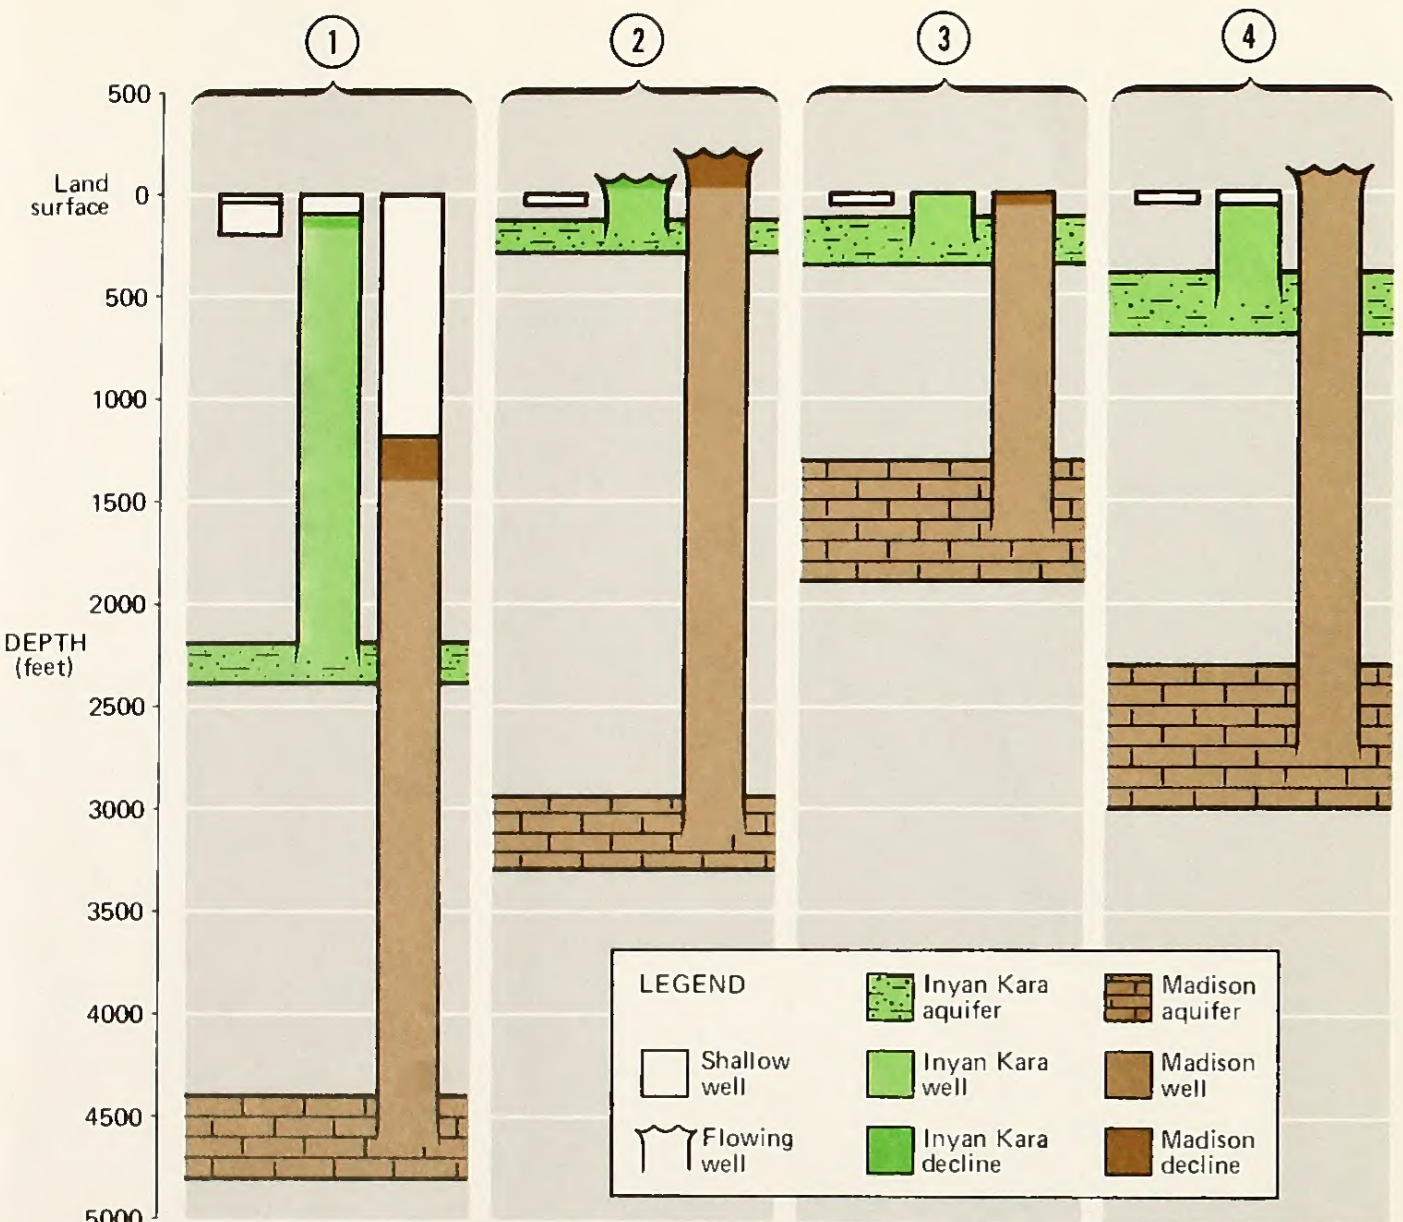 1
2
3
4
500
Land
surface
0
500
1000
1500
2000
DEPTH
(feet)
2500
3000
3500
4000
4500
5000
LEGEND
Shallow
well
Flowing
well
Inyan Kara
aquifer
Inyan Kara
well
Inyan Kara
decline
Madison
aquifer
Madison
well
Madison
decline